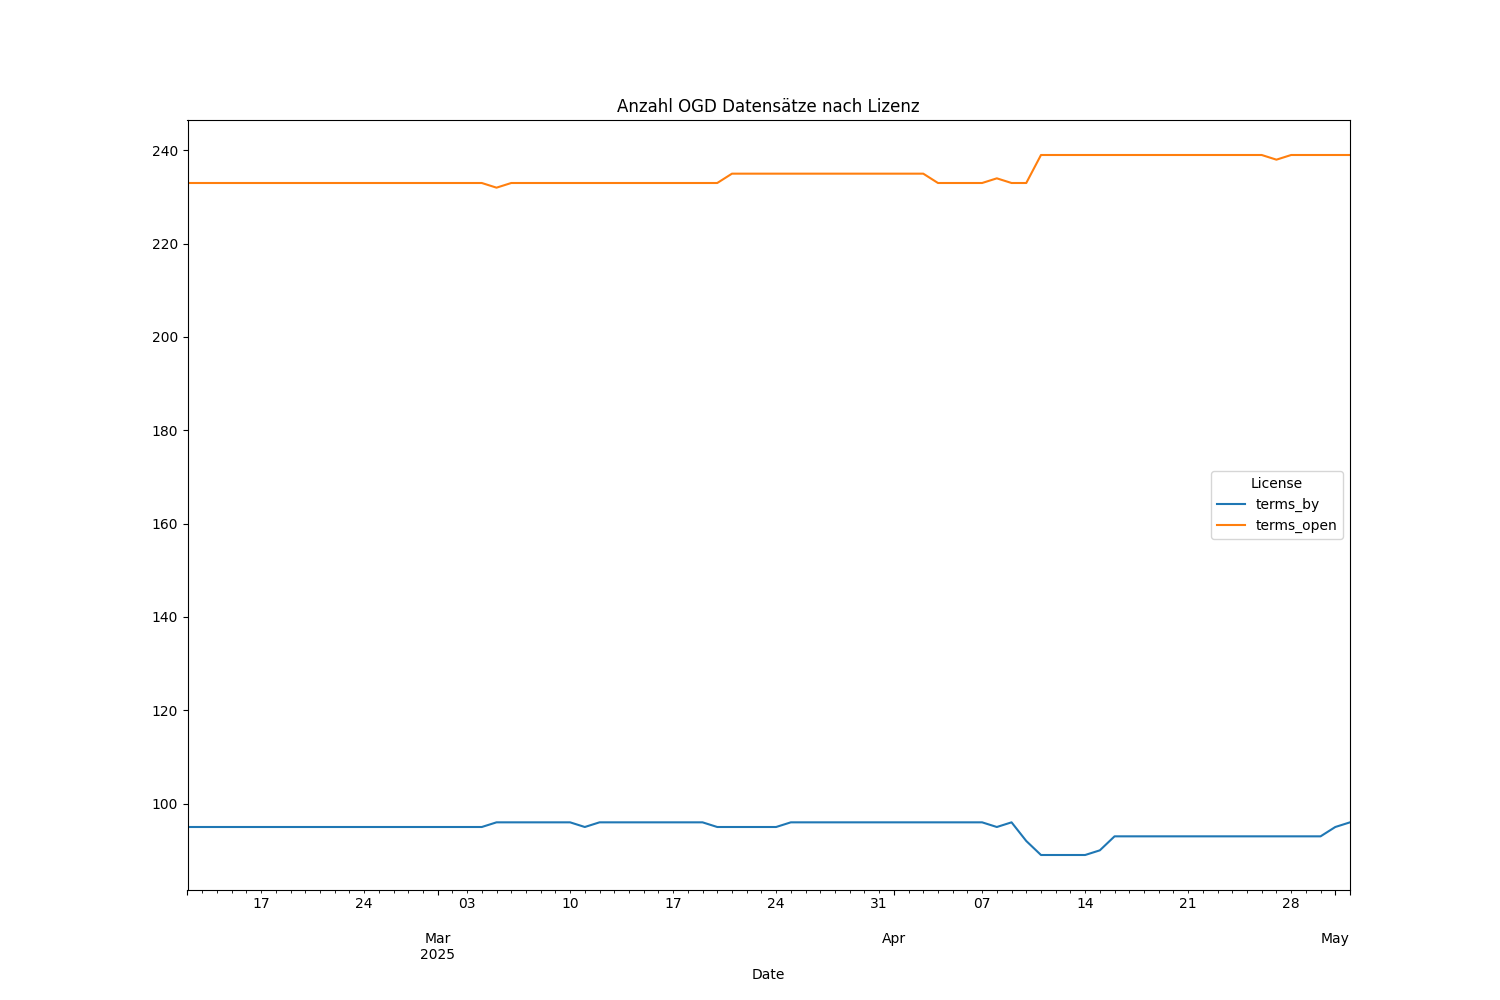 Anzahl OGD Datensätze nach Lizenz
240
220
200
180
160
140
120
100
License
terms_by
terms_open
17 24 03 10 17 24 31 07 14 21 28
Mar Apr May
2025
Date